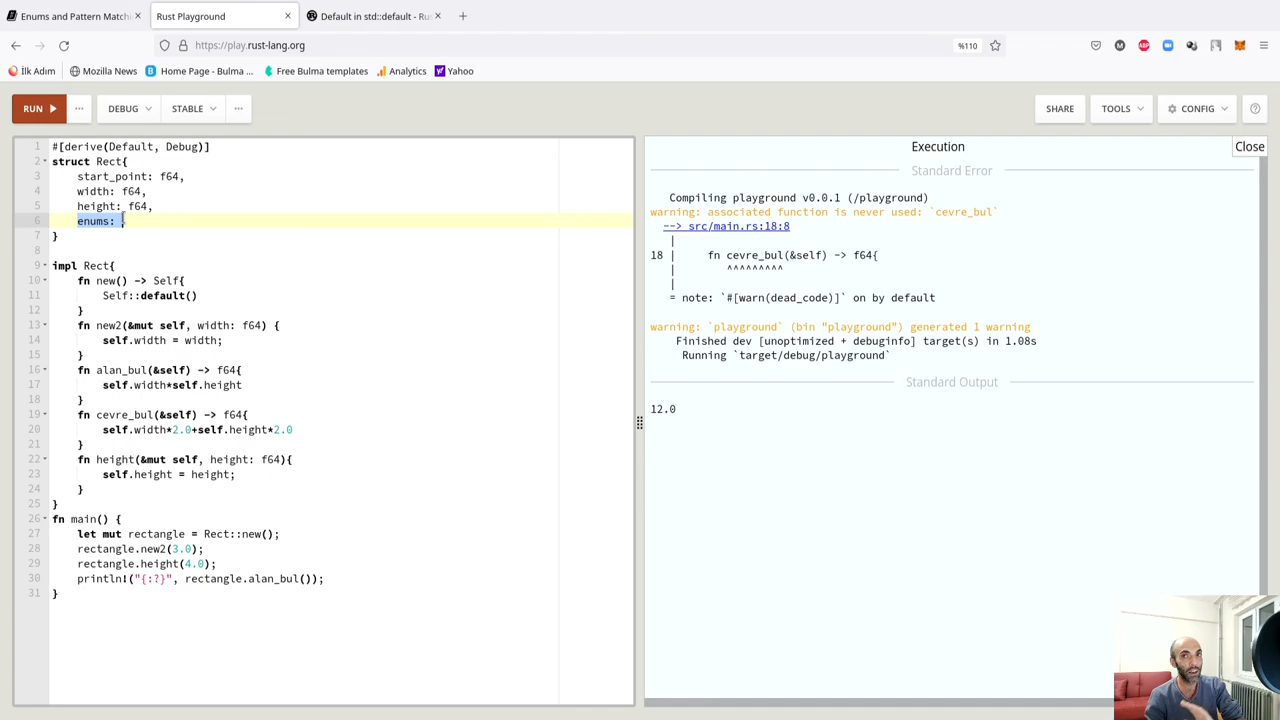 Enums and Pattern Matchi
Rust Playground
Default in std::default - Rus
https://play.rust-lang.org
%110
İlk Adım
Mozilla News
Home Page - Bulma ...
Free Bulma templates
Analytics
Yahoo
RUN
DEBUG
STABLE
SHARE
TOOLS
CONFIG
1 #[derive(Default, Debug)]
2 struct Rect{
3 start_point: f64,
4 width: f64,
5 height: f64,
6 enums:
7 }
8
9 impl Rect{
10 fn new() -> Self{
11 Self::default()
12 }
13 fn new2(&mut self, width: f64) {
14 self.width = width;
15 }
16 fn alan_bul(&self) -> f64{
17 self.width*self.height
18 }
19 fn cevre_bul(&self) -> f64{
20 self.width*2.0+self.height*2.0
21 }
22 fn height(&mut self, height: f64){
23 self.height = height;
24 }
25 }
26 fn main() {
27 let mut rectangle = Rect::new();
28 rectangle.new2(3.0);
29 rectangle.height(4.0);
30 println!("{:?}", rectangle.alan_bul());
31 }
Execution
Close
Standard Error
Compiling playground v0.0.1 (/playground)
warning: associated function is never used: `cevre_bul`
--> src/main.rs:18:8
|
18 | fn cevre_bul(&self) -> f64{
| ^^^^^^^^^
|
= note: `#[warn(dead_code)]` on by default
warning: `playground` (bin "playground") generated 1 warning
Finished dev [unoptimized + debuginfo] target(s) in 1.08s
Running `target/debug/playground`
Standard Output
12.0